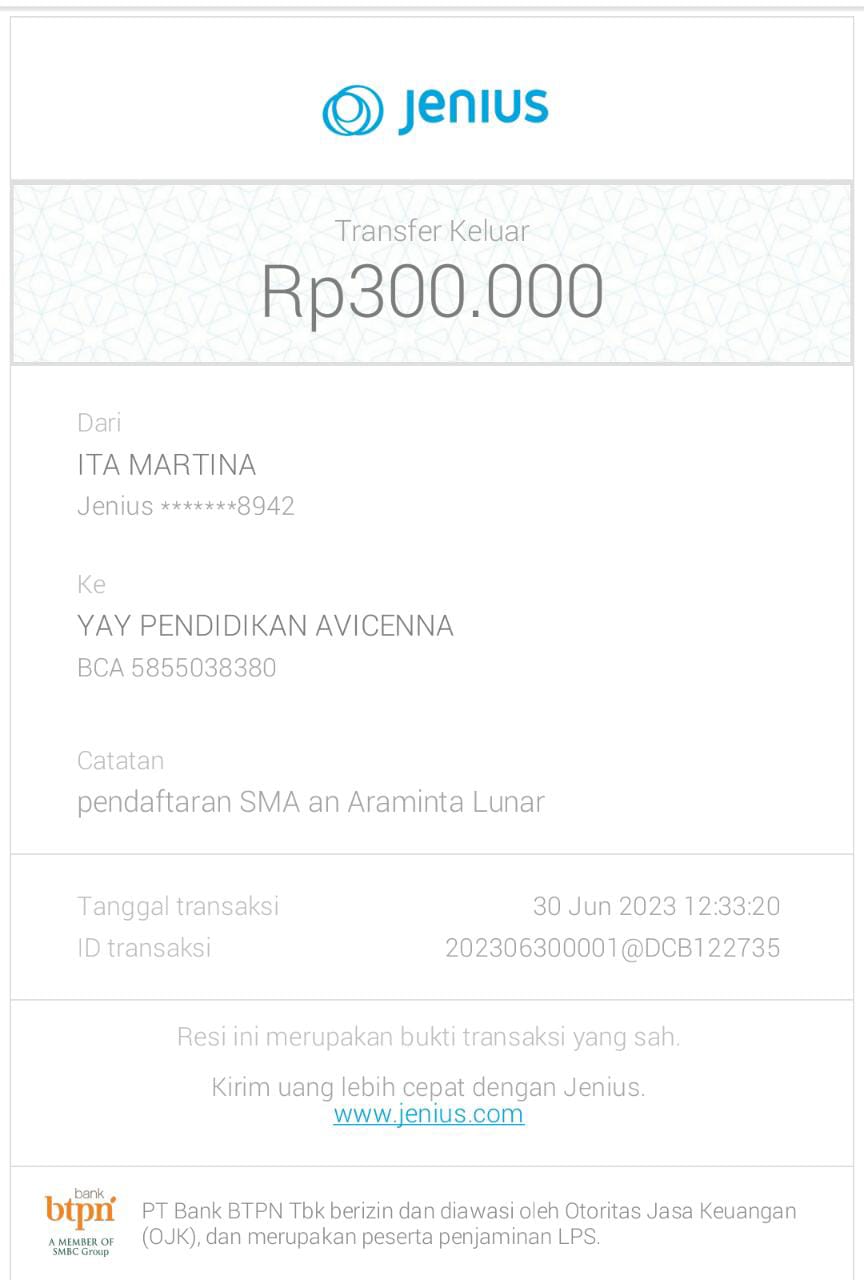 jenius
Transfer Keluar
Rp300.000
Dari
ITA MARTINA
Jenius *******8942
Ke
YAY PENDIDIKAN AVICENNA
BCA 5855038380
Catatan
pendaftaran SMA an Araminta Lunar
Tanggal transaksi 30 Jun 2023 12:33:20
ID transaksi 202306300001@DCB122735
Resi ini merupakan bukti transaksi yang sah.
Kirim uang lebih cepat dengan Jenius.
www.jenius.com
bank
btpn
A MEMBER OF
SMBC Group
PT Bank BTPN Tbk berizin dan diawasi oleh Otoritas Jasa Keuangan
(OJK), dan merupakan peserta penjaminan LPS.